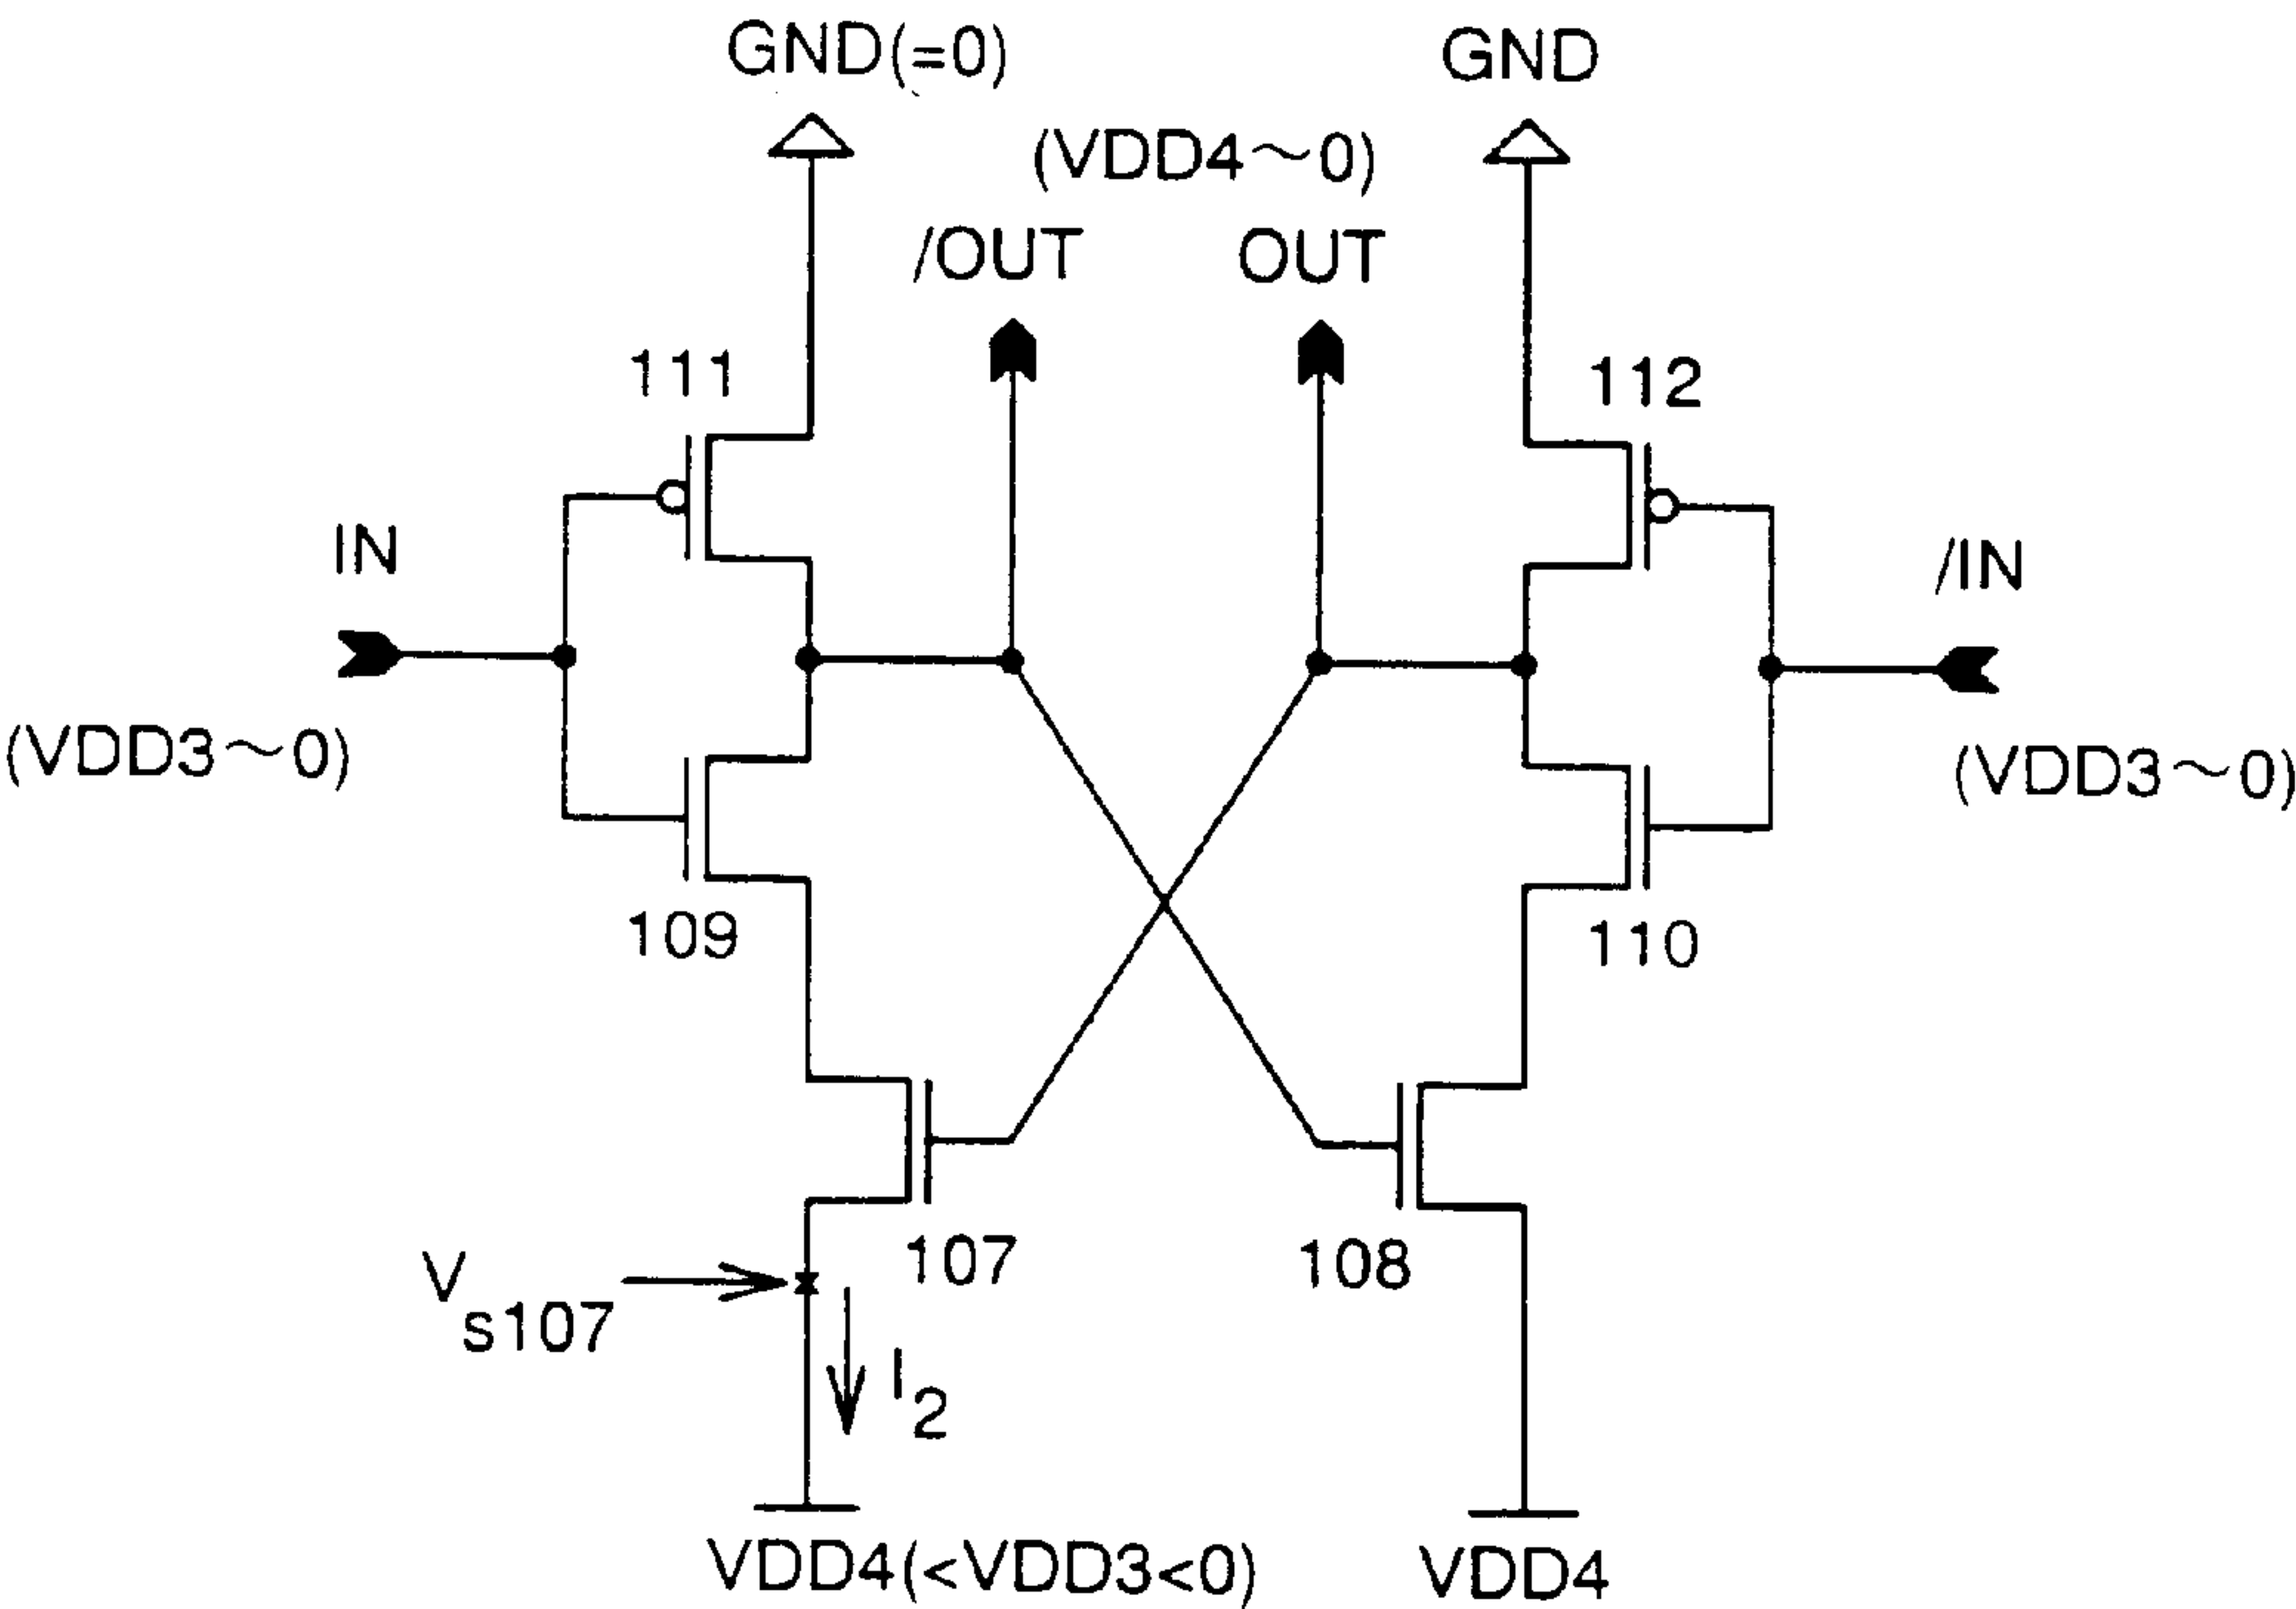 GND(=0)
GND
(VDD4～0)
/OUT
OUT
111
112
IN
/IN
(VDD3～0)
(VDD3～0)
109
110
107
108
Vs107
I2
VDD4(<VDD3<0)
VDD4